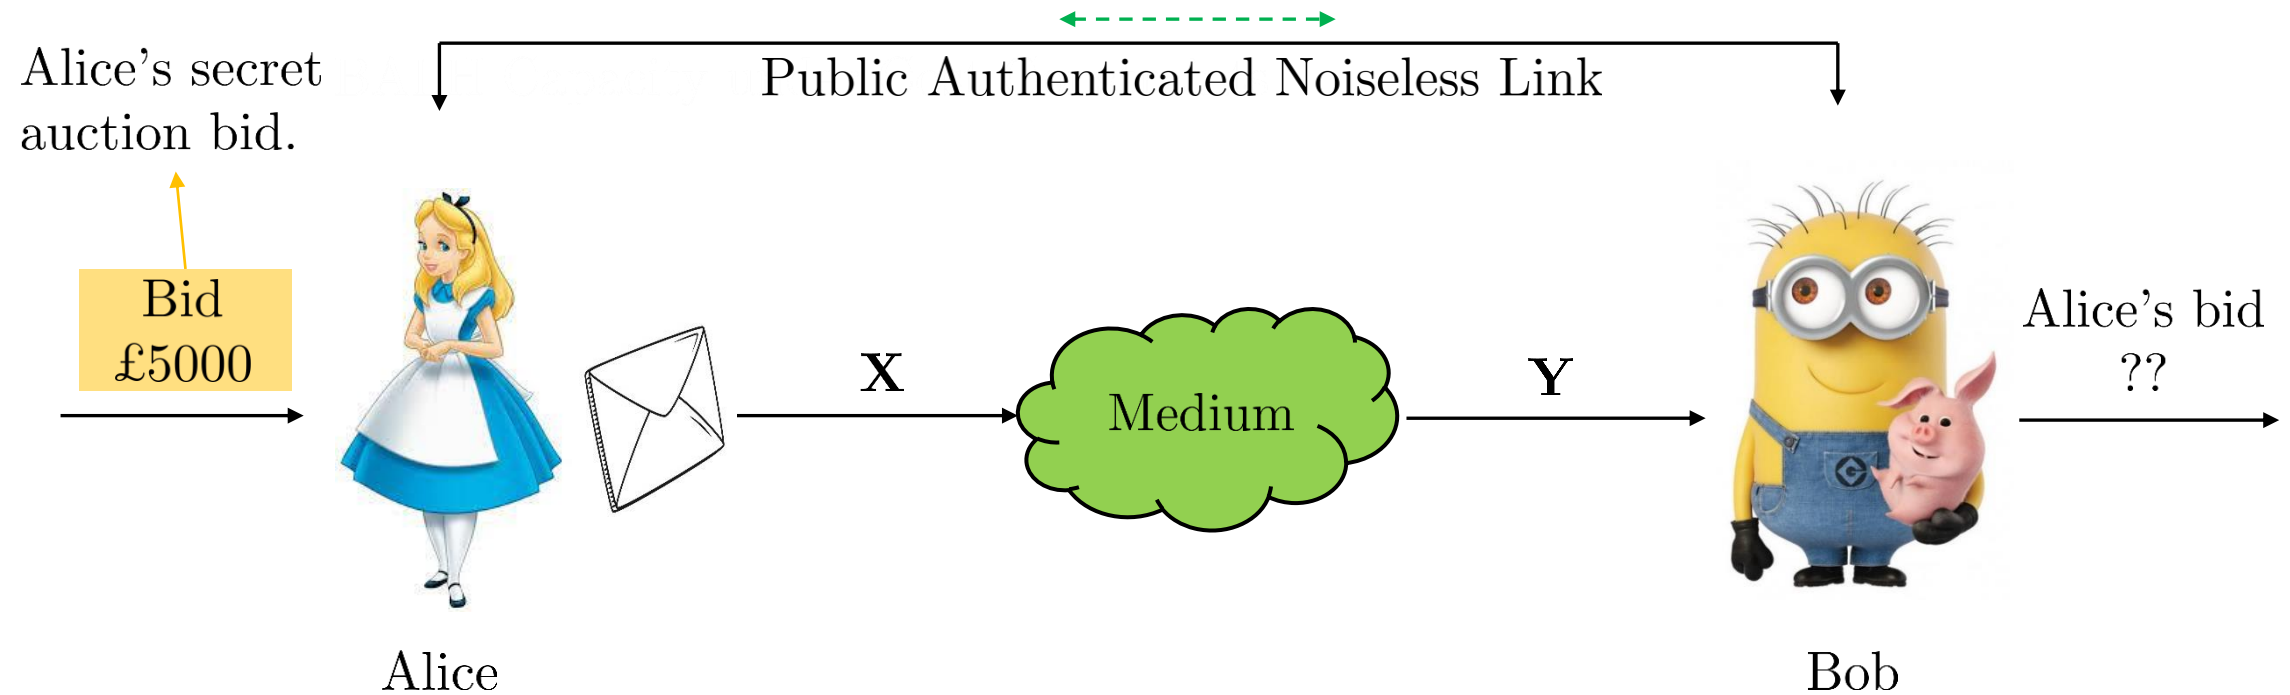 Alice's secret
auction bid.
Public Authenticated Noiseless Link
Bid
£5000
X
Medium
Y
Alice's bid
??
Alice
Bob